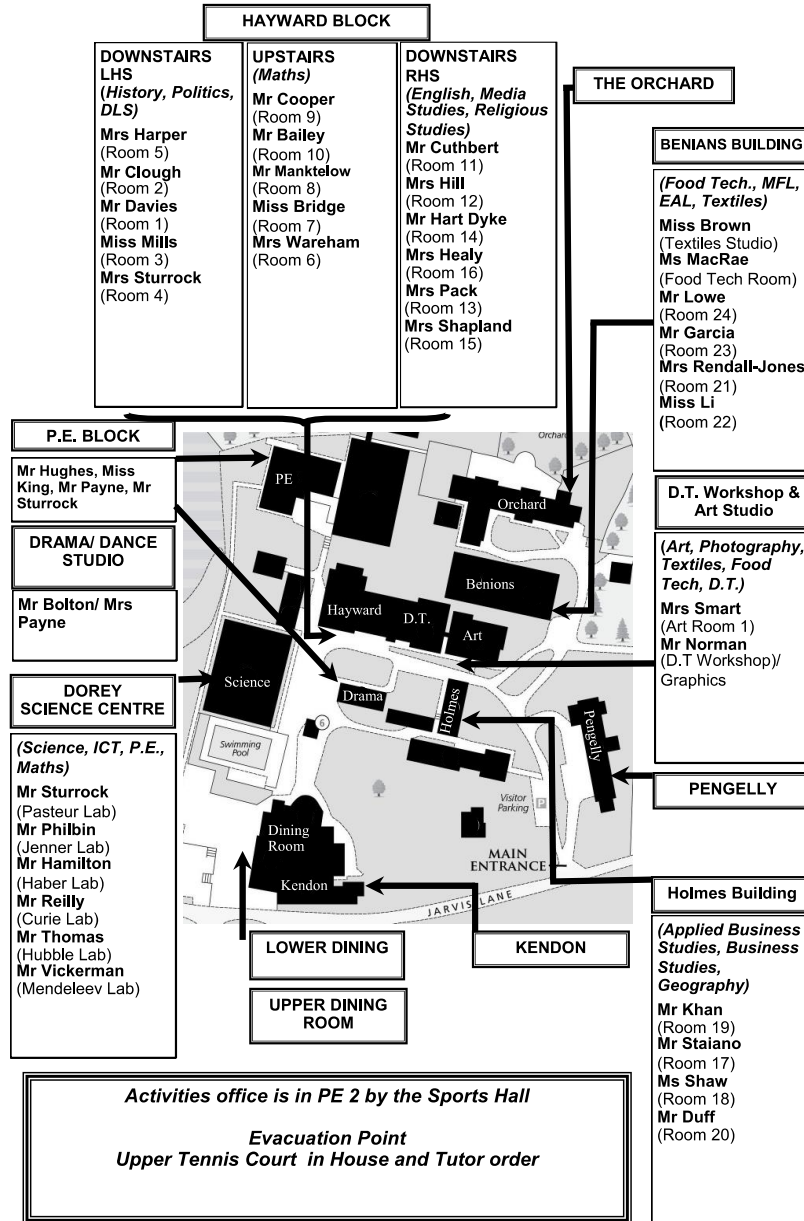 HAYWARD BLOCK
DOWNSTAIRS
LHS
(History, Politics,
DLS)
Mrs Harper
(Room 5)
Mr Clough
(Room 2)
Mr Davies
(Room 1)
Miss Mills
(Room 3)
Mrs Sturrock
(Room 4)
UPSTAIRS
(Maths)
Mr Cooper
(Room 9)
Mr Bailey
(Room 10)
Mr Manktelow
(Room 8)
Miss Bridge
(Room 7)
Mrs Wareham
(Room 6)
DOWNSTAIRS
RHS
(English, Media
Studies, Religious
Studies)
Mr Cuthbert
(Room 11)
Mrs Hill
(Room 12)
Mr Hart Dyke
(Room 14)
Mrs Healy
(Room 16)
Mrs Pack
(Room 13)
Mrs Shapland
(Room 15)
THE ORCHARD
BENIANS BUILDING
(Food Tech., MFL,
EAL, Textiles)
Miss Brown
(Textiles Studio)
Ms MacRae
(Food Tech Room)
Mr Lowe
(Room 24)
Mr Garcia
(Room 23)
Mrs Rendall-Jones
(Room 21)
Miss Li
(Room 22)
P.E. BLOCK
Mr Hughes, Miss
King, Mr Payne, Mr
Sturrock
DRAMA/ DANCE
STUDIO
Mr Bolton/ Mrs
Payne
DOREY
SCIENCE CENTRE
(Science, ICT, P.E.,
Maths)
Mr Sturrock
(Pasteur Lab)
Mr Philbin
(Jenner Lab)
Mr Hamilton
(Haber Lab)
Mr Reilly
(Curie Lab)
Mr Thomas
(Hubble Lab)
Mr Vickerman
(Mendeleev Lab)
Orchard
PE
Orchard
Benions
Hayward
D.T.
Art
Science
Drama
Holmes
Pengelly
6
Swimming
Pool
Visitor
Parking
P
Dining
Room
MAIN
ENTRANCE
Kendon
JARVIS LANE
D.T. Workshop &
Art Studio
(Art, Photography,
Textiles, Food
Tech, D.T.)
Mrs Smart
(Art Room 1)
Mr Norman
(D.T Workshop)/
Graphics
PENGELLY
Holmes Building
(Applied Business
Studies, Business
Studies,
Geography)
Mr Khan
(Room 19)
Mr Staiano
(Room 17)
Ms Shaw
(Room 18)
Mr Duff
(Room 20)
LOWER DINING
KENDON
UPPER DINING
ROOM
Activities office is in PE 2 by the Sports Hall
Evacuation Point
Upper Tennis Court in House and Tutor order